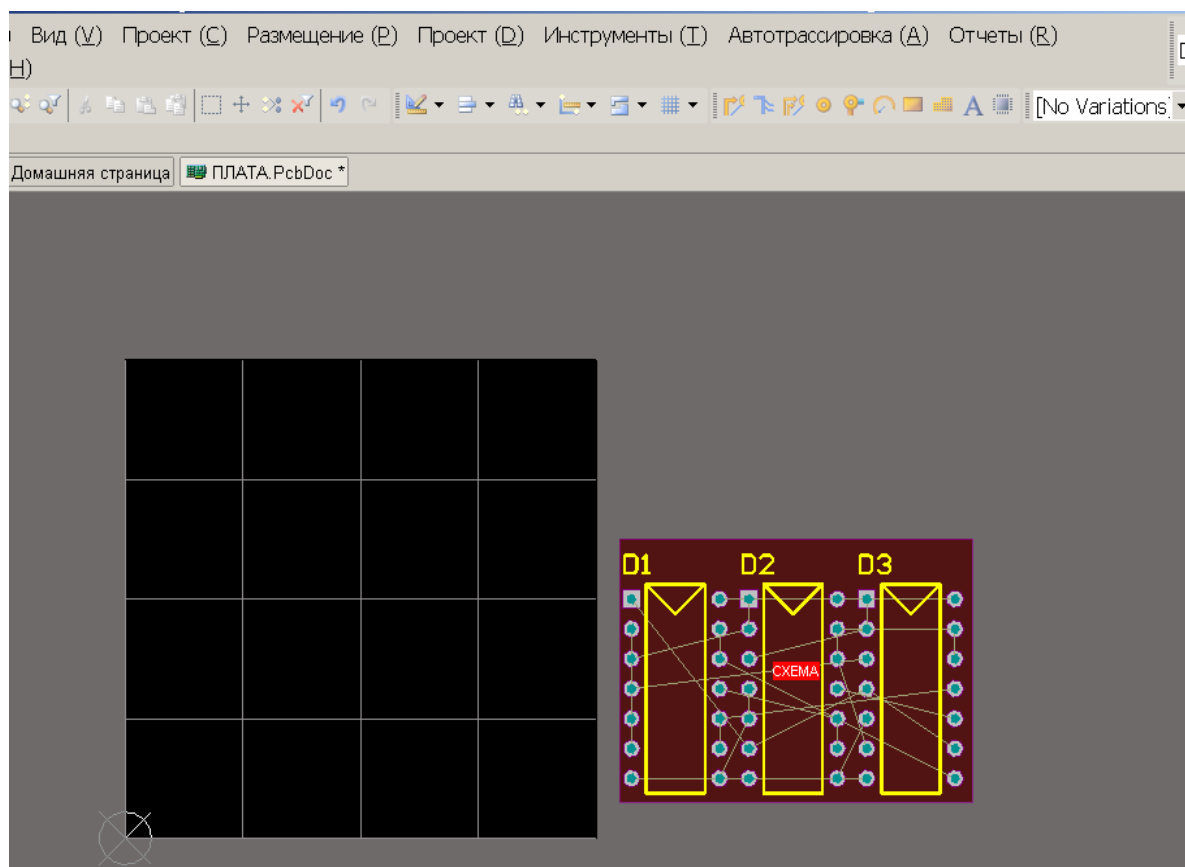 Вид (V) Проект (C) Размещение (P) Проект (D) Инструменты (T) Автотрассировка (A) Отчеты (R)
H)
A [No Variations]
Домашняя страница ПЛАТА.PcbDoc *
D1 D2 D3
СХЕМА